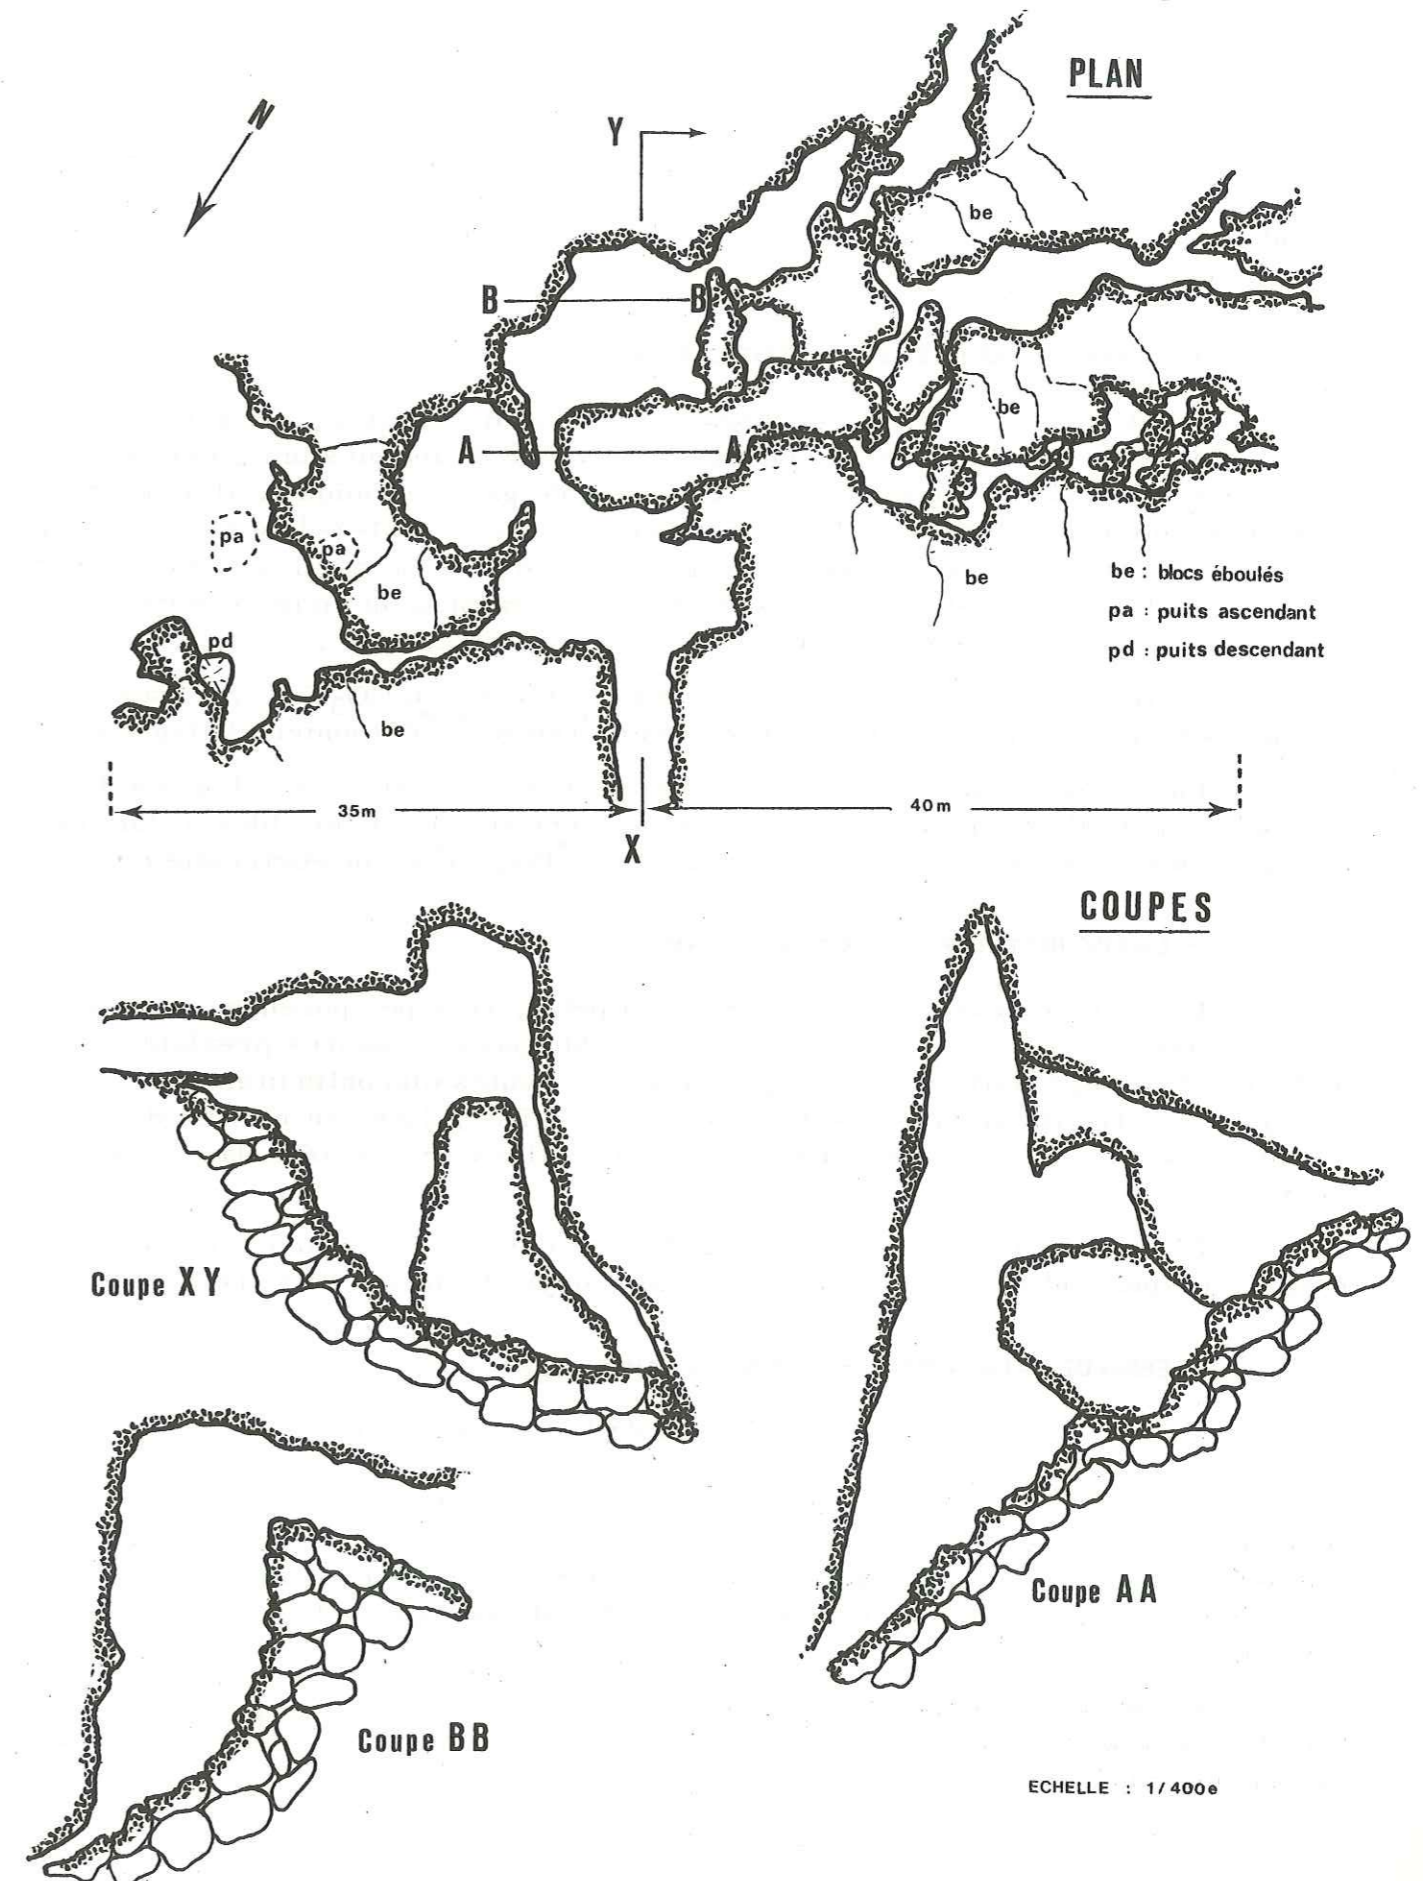 PLAN
N
Y
be
B B
be
A A
pa
pa
be
be
pd
be
be : blocs éboulés
pa : puits ascendant
pd : puits descendant
35m
40m
X
COUPES
Coupe XY
Coupe AA
Coupe BB
ECHELLE : 1/400e